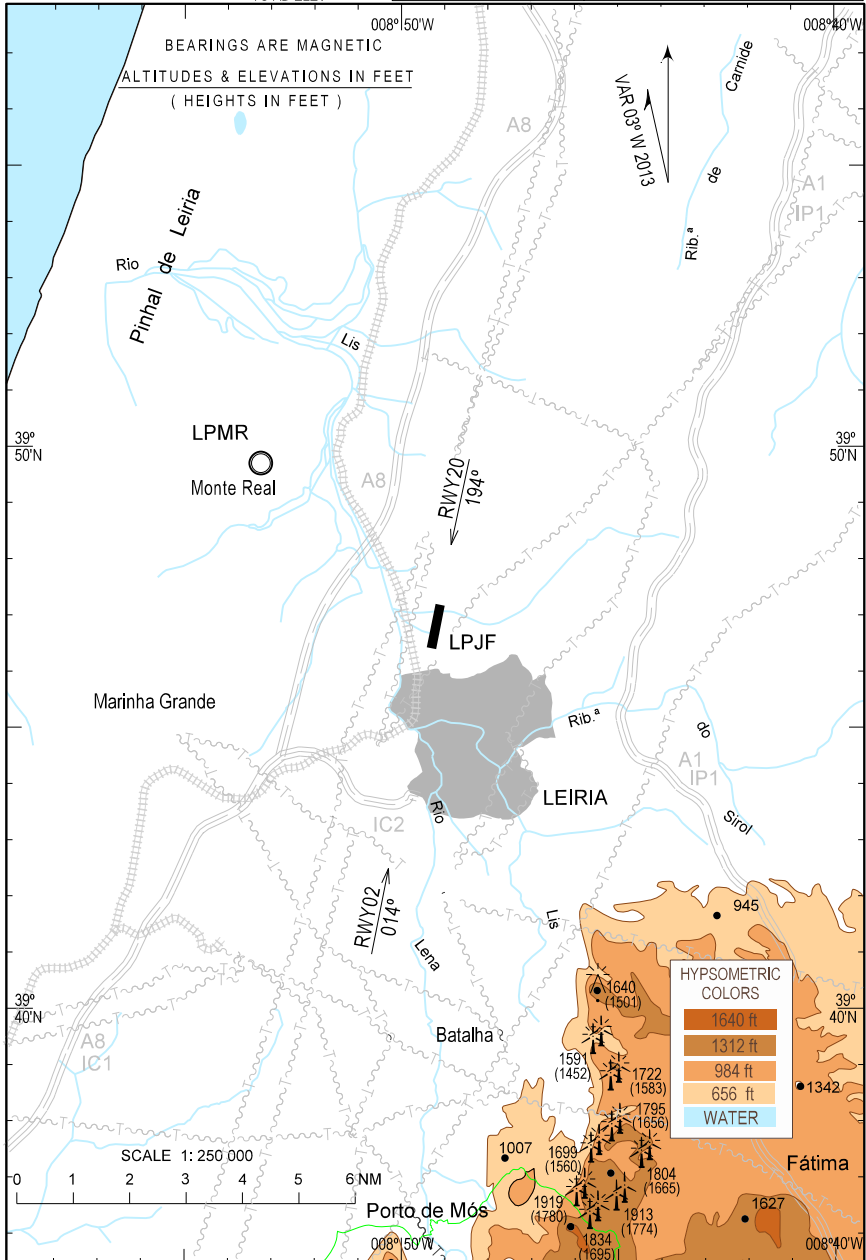 008º50'W
008º40'W
BEARINGS ARE MAGNETIC
ALTITUDES & ELEVATIONS IN FEET
( HEIGHTS IN FEET )
VAR 03º W 2013
Carnide
de
Rib.ª
A8
A1
IP1
Pinhal de Leiria
Rio
Lis
LPMR
Monte Real
39º
50'N
39º
50'N
A8
RWY20
194º
LPJF
Marinha Grande
Rib.ª
do
Sirol
A1
IP1
LEIRIA
Rio
IC2
RWY02
014º
Lena
Lis
945
HYPSOMETRIC
COLORS
1640 ft
1312 ft
984 ft
656 ft
WATER
39º
40'N
39º
40'N
1640
(1501)
A8
IC1
Batalha
1591
(1452)
1722
(1583)
1342
1795
(1656)
1699
(1560)
1007
1804
(1665)
Fátima
SCALE 1: 250 000
0 1 2 3 4 5 6 NM
Porto de Mós
1919
(1780)
1913
(1774)
1627
1834
(1695)
008º50'W
008º40'W